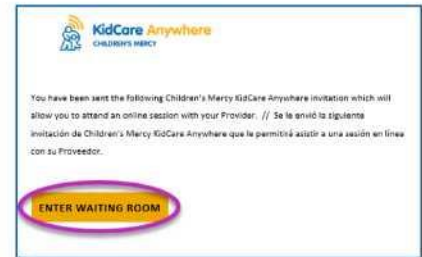 KidCare Anywhere
CHILDREN'S MERCY
You have been sent the following Children's Mercy KidCare Anywhere invitation which will
allow you to attend an online session with your Provider. // Se le envió la siguiente
invitación de Children's Mercy KidCare Anywhere que le permitirá asistir a una sesión en línea
con su Proveedor.
ENTER WAITING ROOM